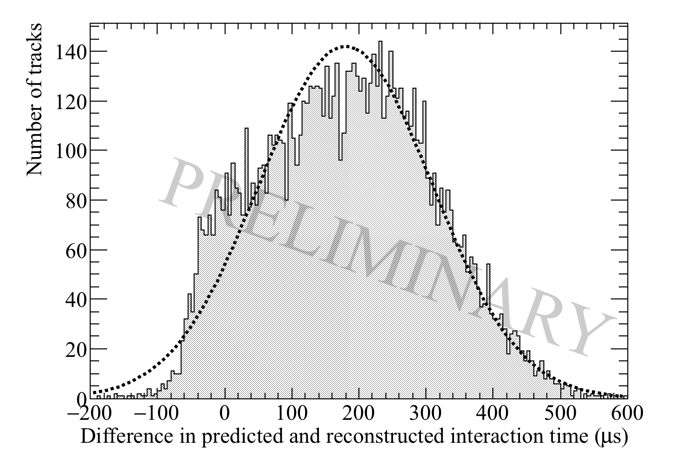 Number of tracks
140
120
100
80
60
40
20
0
−200 −100 0 100 200 300 400 500 600
Difference in predicted and reconstructed interaction time (μs)
PRELIMINARY